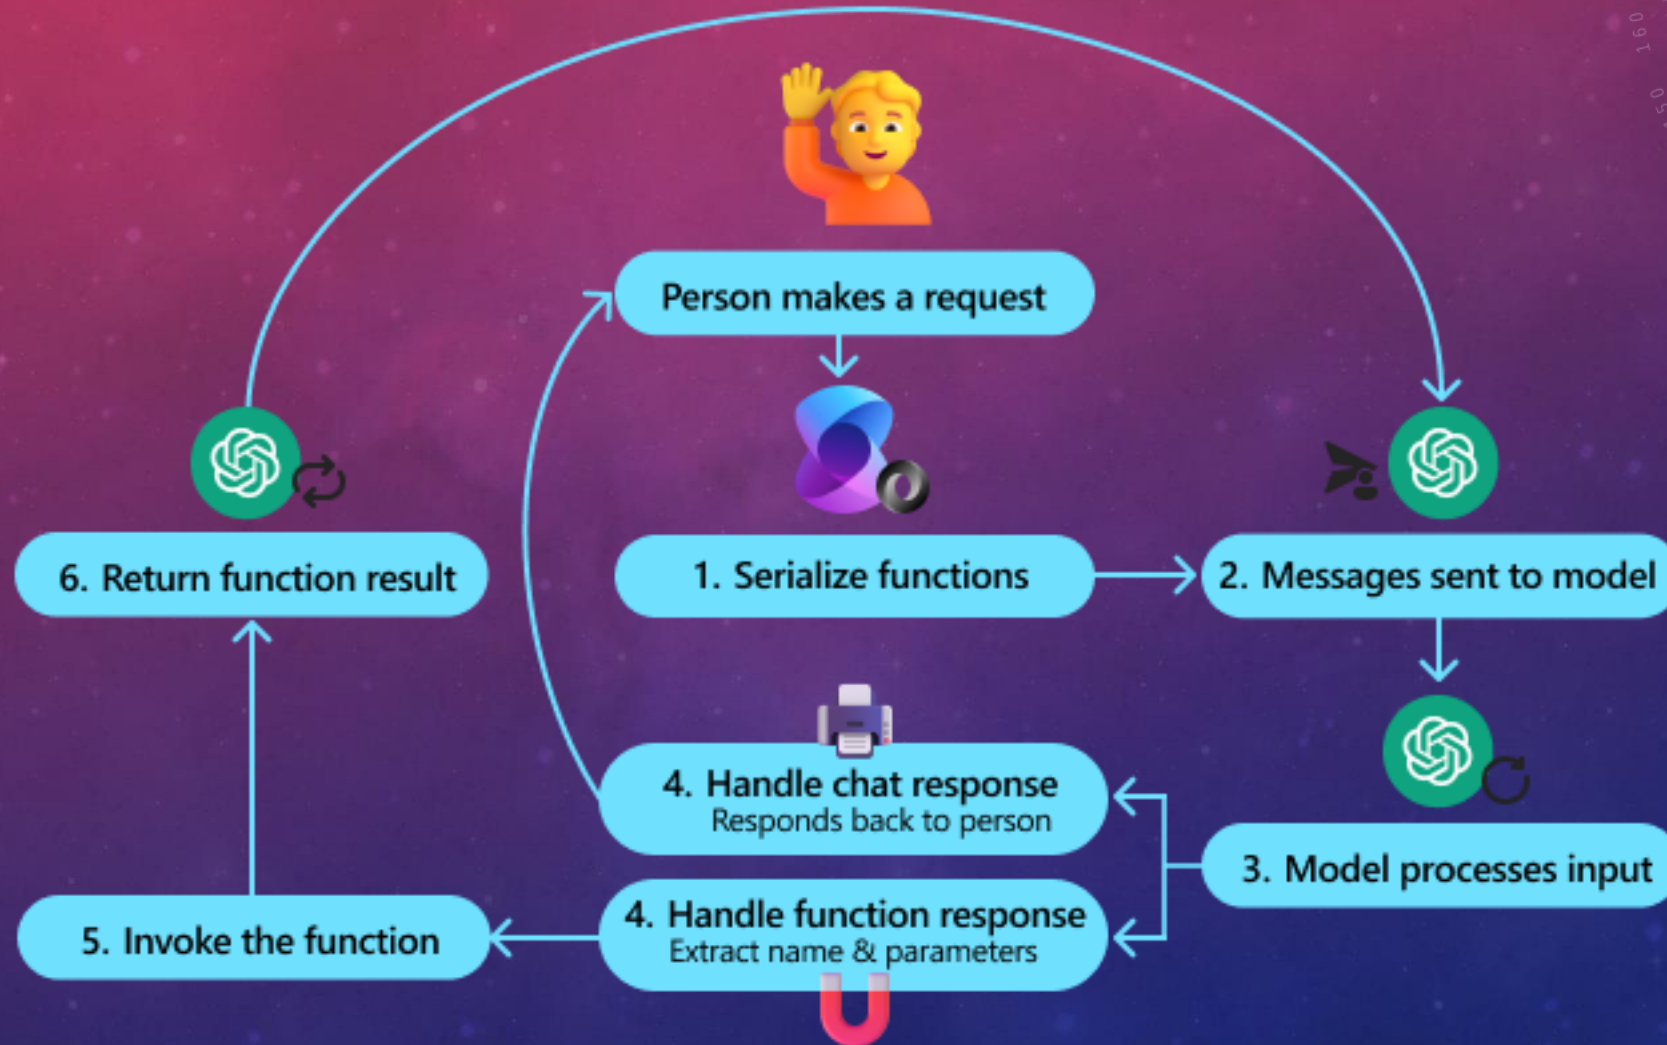 160
50
Person makes a request
6. Return function result
1. Serialize functions
2. Messages sent to model
4. Handle chat response
Responds back to person
3. Model processes input
4. Handle function response
Extract name & parameters
5. Invoke the function